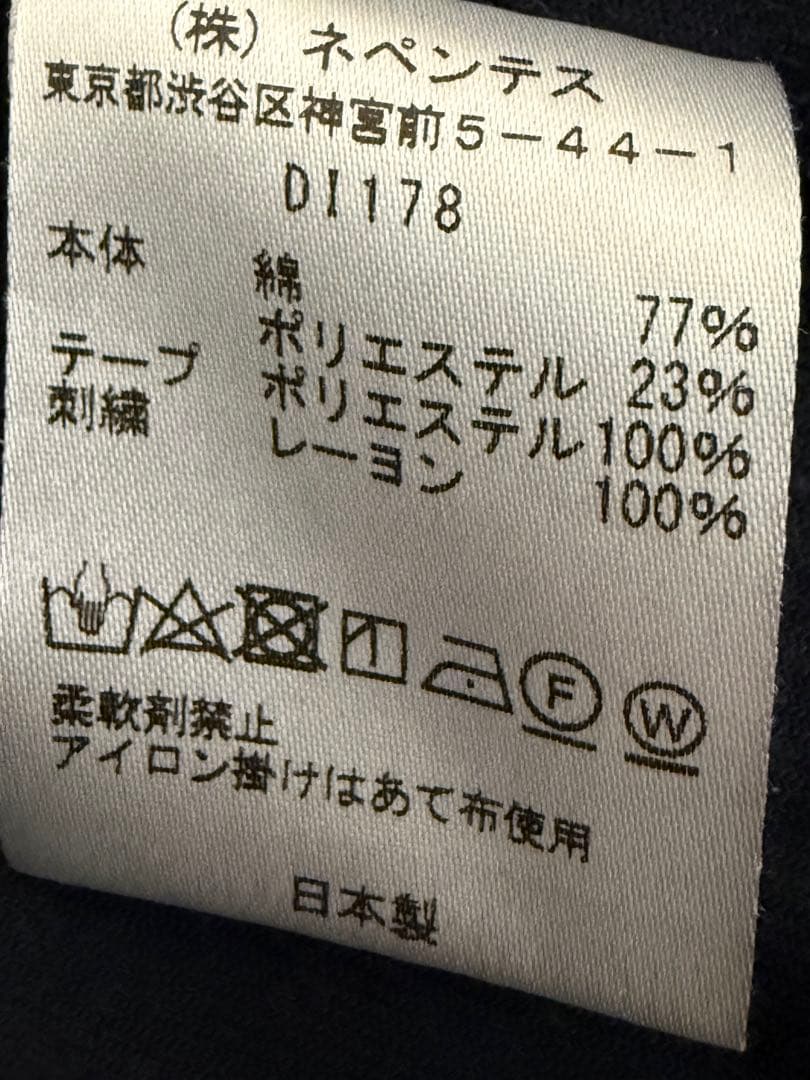 (株) ネペンテス
東京都渋谷区神宮前5-44-1
DI178
本体 綿 77%
ポリエステル 23%
テープ ポリエステル 100%
刺繍 レーヨン 100%
F W
柔軟剤禁止
アイロン掛けはあて布使用
日本製